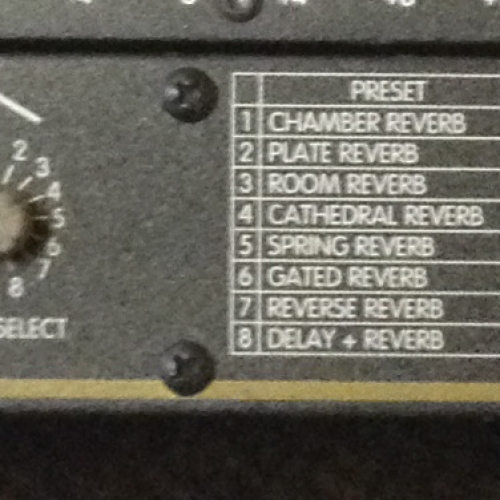 PRESET
1 CHAMBER REVERB
2 PLATE REVERB
3 ROOM REVERB
4 CATHEDRAL REVERB
5 SPRING REVERB
6 GATED REVERB
7 REVERSE REVERB
8 DELAY + REVERB
2
3
4
5
6
7
8
SELECT